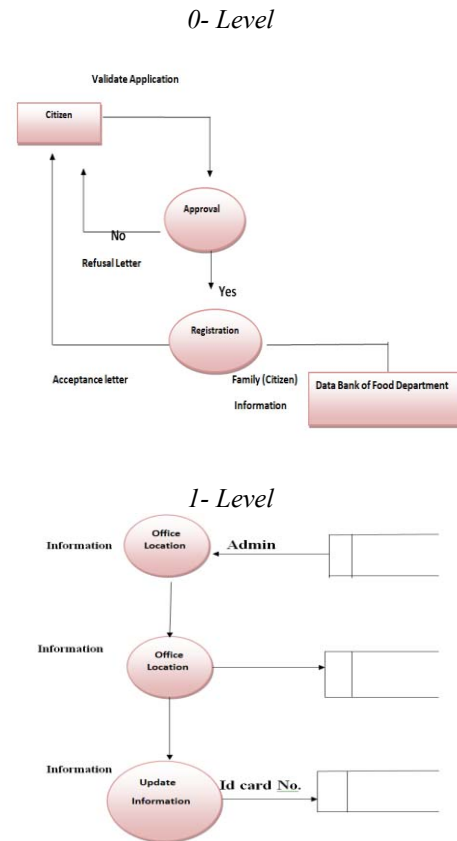 0- Level
Validate Application
Citizen
Approval
No
Refusal Letter
Yes
Registration
Acceptance letter
Family (Citizen)
Information
Data Bank of Food Department
1- Level
Information
Office
Location
Admin
Information
Office
Location
Information
Update
Information
Id card No.